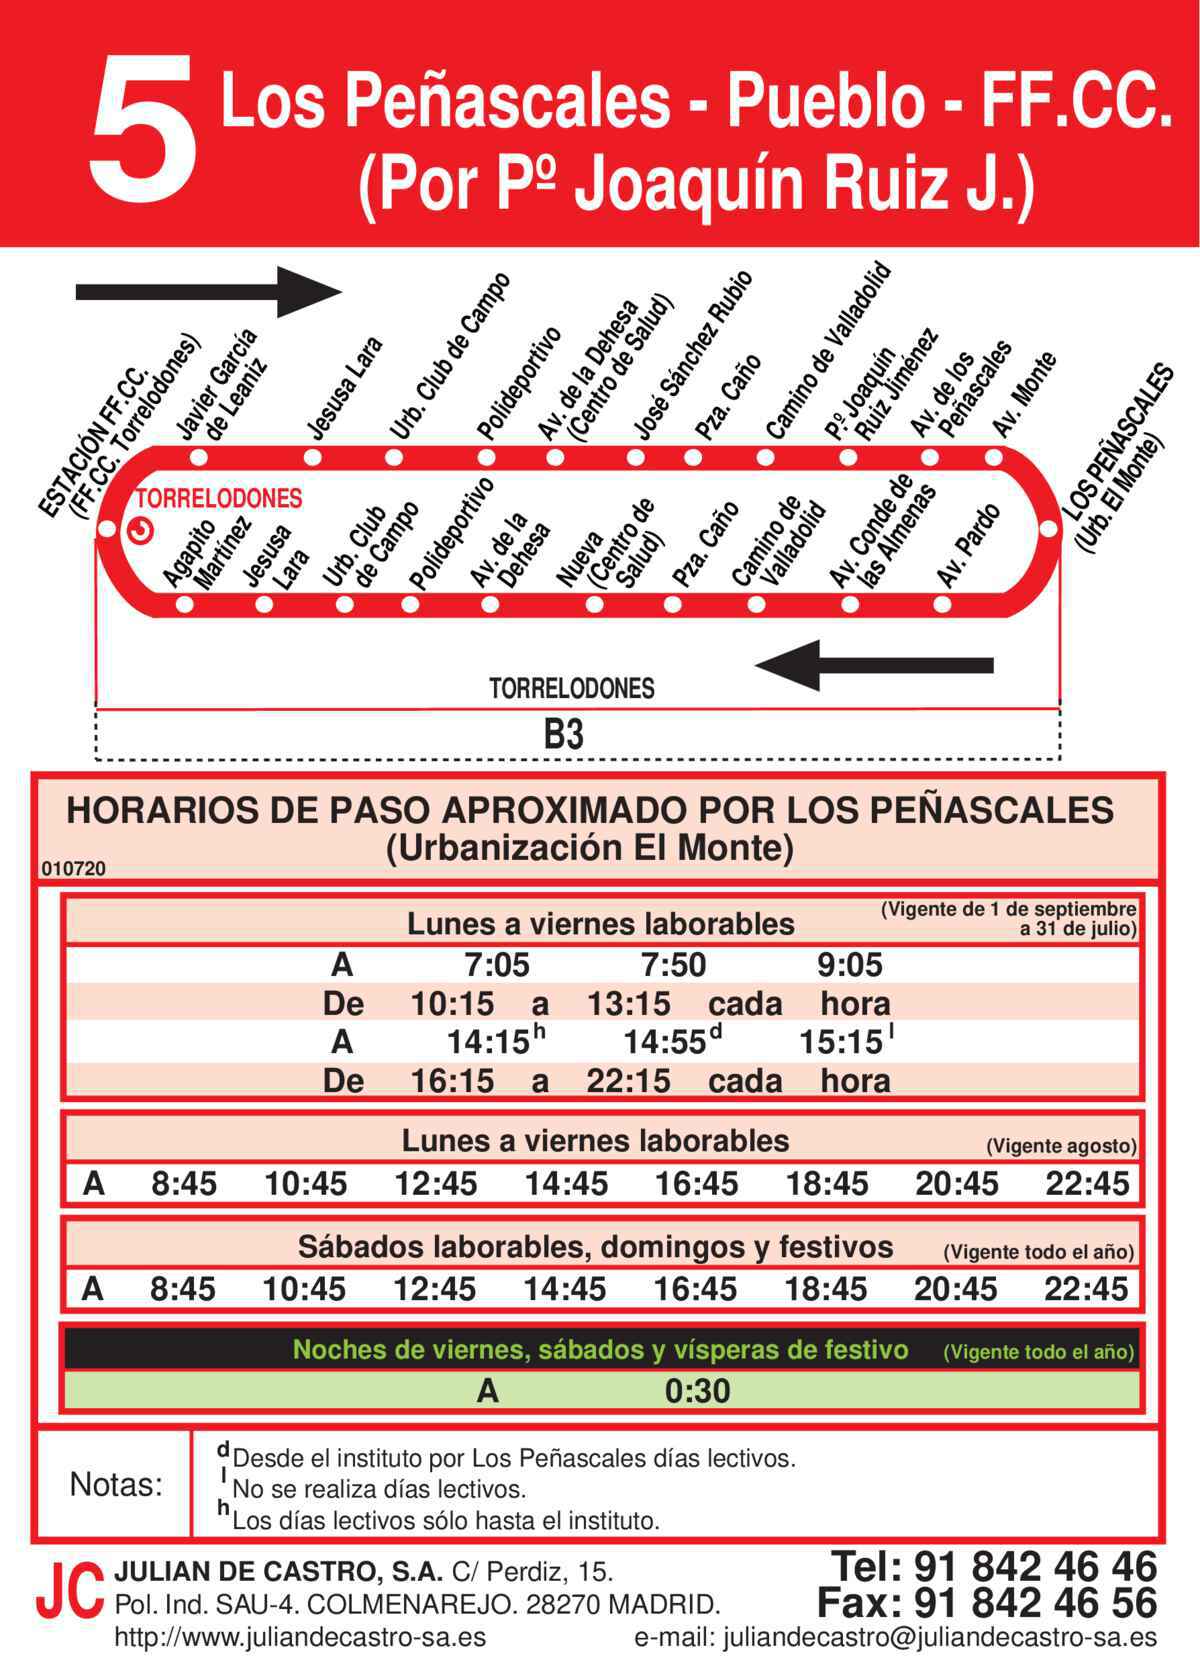 5
Los Peñascales - Pueblo - FF.CC.
(Por Pº Joaquín Ruiz J.)
ESTACIÓN FF.CC.
(FF.CC. Torrelodones)
Javier García
de Leaniz
Jesusa Lara
Urb. Club de Campo
Polideportivo
Av. de la Dehesa
(Centro de Salud)
José Sánchez Rubio
Pza. Caño
Camino de Valladolid
Pº Joaquín
Ruiz Jiménez
Av. de los
Peñascales
Av. Monte
LOS PEÑASCALES
(Urb. El Monte)
TORRELODONES
Agapito
Martínez
Jesusa
Lara
Urb. Club
de Campo
Polideportivo
Av. de la
Dehesa
Nueva
(Centro de
Salud)
Pza. Caño
Camino de
Valladolid
Av. Conde de
las Almenas
Av. Pardo
TORRELODONES
B3
HORARIOS DE PASO APROXIMADO POR LOS PEÑASCALES
(Urbanización El Monte)
010720
Lunes a viernes laborables
(Vigente de 1 de septiembre
a 31 de julio)
A 7:05 7:50 9:05
De 10:15 a 13:15 cada hora
A 14:15 h 14:55 d 15:15 l
De 16:15 a 22:15 cada hora
Lunes a viernes laborables (Vigente agosto)
A 8:45 10:45 12:45 14:45 16:45 18:45 20:45 22:45
Sábados laborables, domingos y festivos (Vigente todo el año)
A 8:45 10:45 12:45 14:45 16:45 18:45 20:45 22:45
Noches de viernes, sábados y vísperas de festivo (Vigente todo el año)
A 0:30
Notas:
d Desde el instituto por Los Peñascales días lectivos.
l No se realiza días lectivos.
h Los días lectivos sólo hasta el instituto.
JC
JULIAN DE CASTRO, S.A. C/ Perdiz, 15.
Pol. Ind. SAU-4. COLMENAREJO. 28270 MADRID.
http://www.juliandecastro-sa.es
Tel: 91 842 46 46
Fax: 91 842 46 56
e-mail: juliandecastro@juliandecastro-sa.es